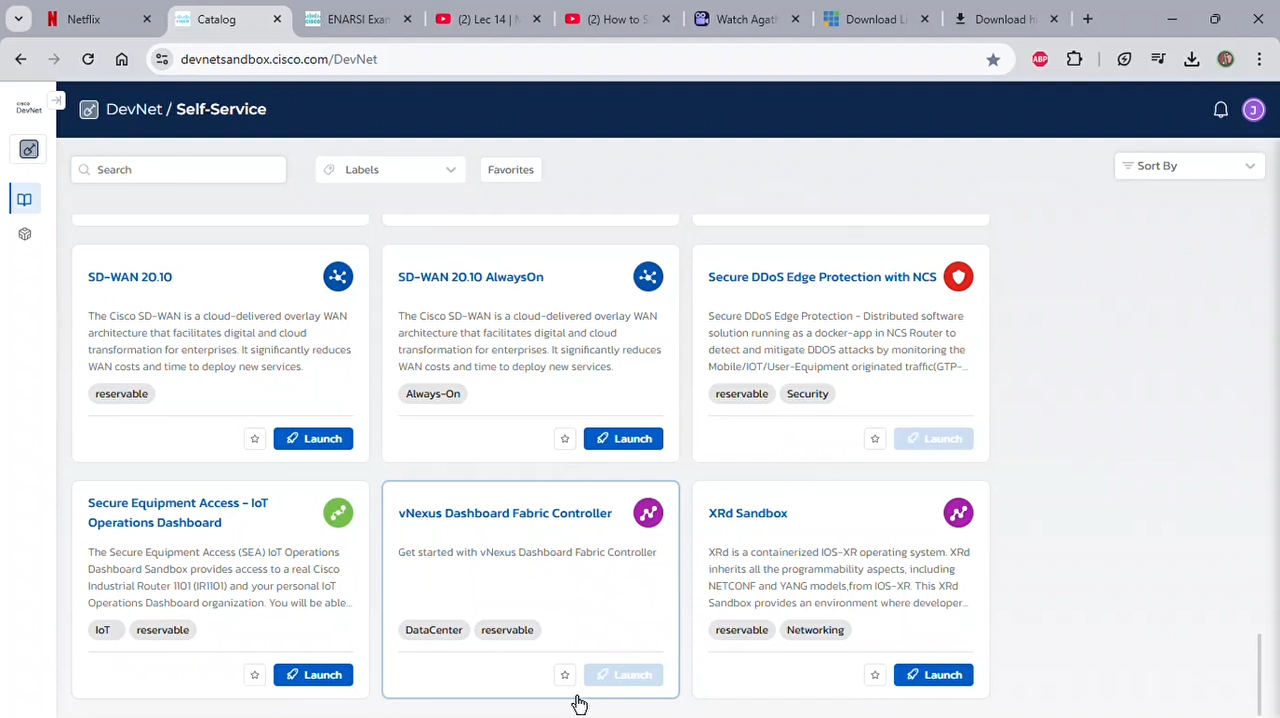 Netflix
Catalog
ENARSI Exan
(2) Lec 14 | N
(2) How to S
Watch Agath
Download Li
Download hi
devnetsandbox.cisco.com/DevNet
ABP
CISCO
DevNet
DevNet / Self-Service
J
Search
Labels
Favorites
Sort By
SD-WAN 20.10
The Cisco SD-WAN is a cloud-delivered overlay WAN
architecture that facilitates digital and cloud
transformation for enterprises. It significantly reduces
WAN costs and time to deploy new services.
reservable
Launch
SD-WAN 20.10 AlwaysOn
The Cisco SD-WAN is a cloud-delivered overlay WAN
architecture that facilitates digital and cloud
transformation for enterprises. It significantly reduces
WAN costs and time to deploy new services.
Always-On
Launch
Secure DDoS Edge Protection with NCS
Secure DDoS Edge Protection - Distributed software
solution running as a docker-app in NCS Router to
detect and mitigate DDOS attacks by monitoring the
Mobile/IOT/User-Equipment originated traffic(GTP-...
reservable
Security
Launch
Secure Equipment Access - IoT
Operations Dashboard
The Secure Equipment Access (SEA) IoT Operations
Dashboard Sandbox provides access to a real Cisco
Industrial Router 1101 (IR1101) and your personal IoT
Operations Dashboard organization. You will be able...
IoT
reservable
Launch
vNexus Dashboard Fabric Controller
Get started with vNexus Dashboard Fabric Controller
DataCenter
reservable
Launch
XRd Sandbox
XRd is a containerized IOS-XR operating system. XRd
inherits all the programmability aspects, including
NETCONF and YANG models,from IOS-XR. This XRd
Sandbox provides an environment where developer...
reservable
Networking
Launch